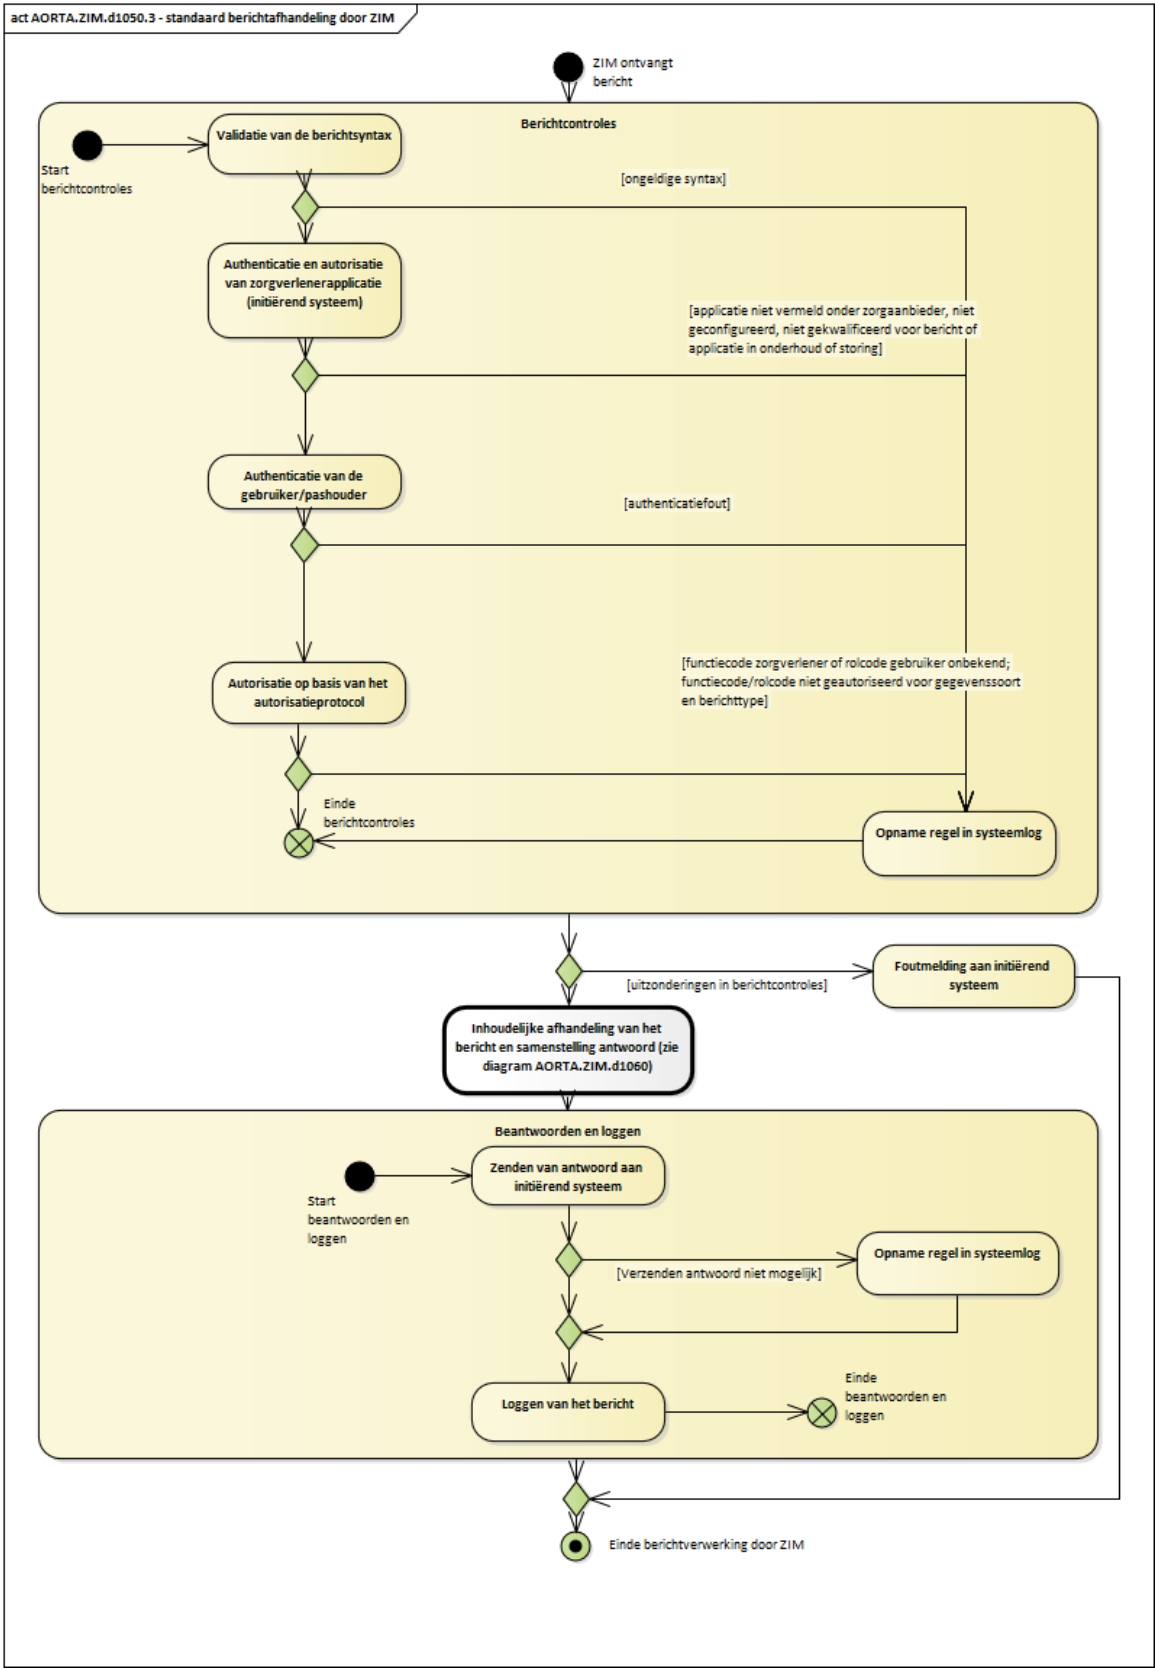 act AORTA.ZIM.d1050.3 - standaard berichtafhandeling door ZIM
ZIM ontvangt
bericht
Berichtcontroles
Validatie van de berichtsyntax
Start
berichtcontroles
[ongeldige syntax]
Authenticatie en autorisatie
van zorgverlenerapplicatie
(initiërend systeem)
[applicatie niet vermeld onder zorgaanbieder, niet
geconfigureerd, niet gekwalificeerd voor bericht of
applicatie in onderhoud of storing]
Authenticatie van de
gebruiker/pashouder
[authenticatiefout]
[functiecode zorgverlener of rolcode gebruiker onbekend;
functiecode/rolcode niet geautoriseerd voor gegevenssoort
en berichttype]
Autorisatie op basis van het
autorisatieprotocol
Einde
berichtcontroles
Opname regel in systeemlog
Foutmelding aan initiërend
systeem
[uitzonderingen in berichtcontroles]
Inhoudelijke afhandeling van het
bericht en samenstelling antwoord (zie
diagram AORTA.ZIM.d1060)
Beantwoorden en loggen
Zenden van antwoord aan
initiërend systeem
Start
beantwoorden en
loggen
Opname regel in systeemlog
[Verzenden antwoord niet mogelijk]
Loggen van het bericht
Einde
beantwoorden en
loggen
Einde berichtverwerking door ZIM